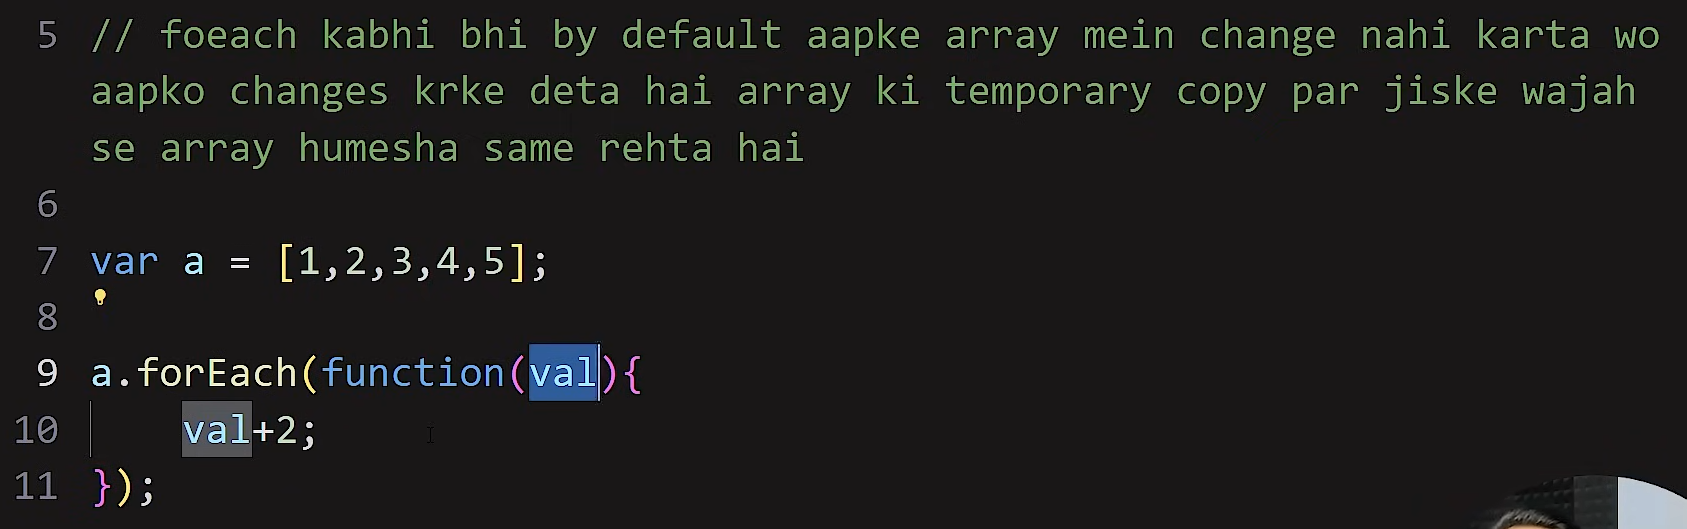 5 // foeach kabhi bhi by default aapke array mein change nahi karta wo
aapko changes krke deta hai array ki temporary copy par jiske wajah
se array humesha same rehta hai
6
7 var a = [1,2,3,4,5];
8
9 a.forEach(function(val){
10 val+2;
11 });